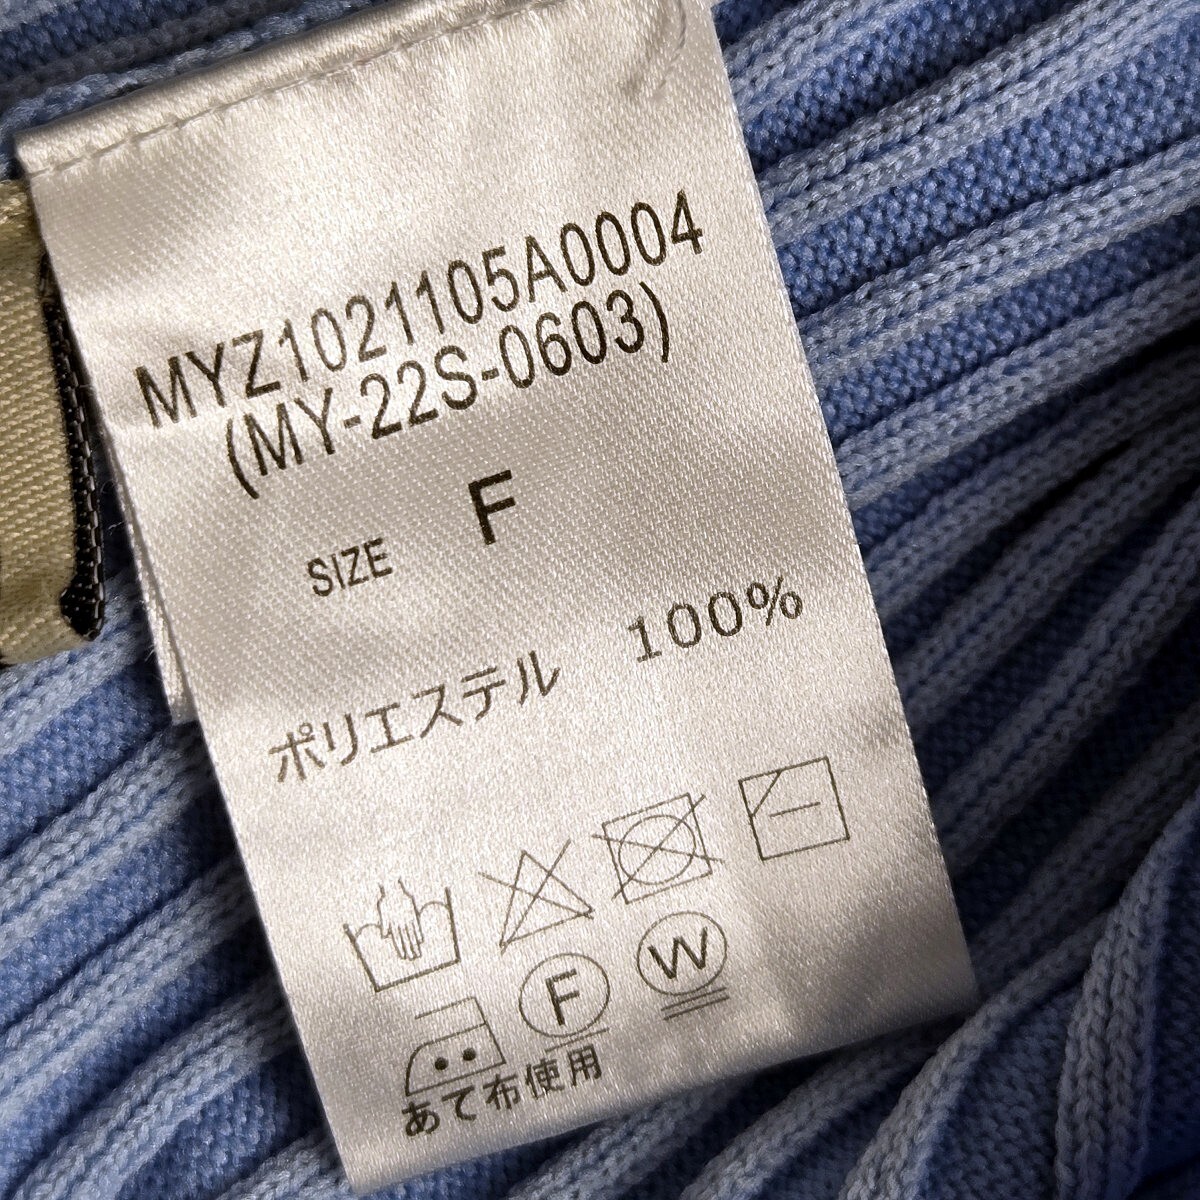 MYZ1021105A0004
(MY-22S-0603)
SIZE F
ポリエステル 100%
F W
あて布使用